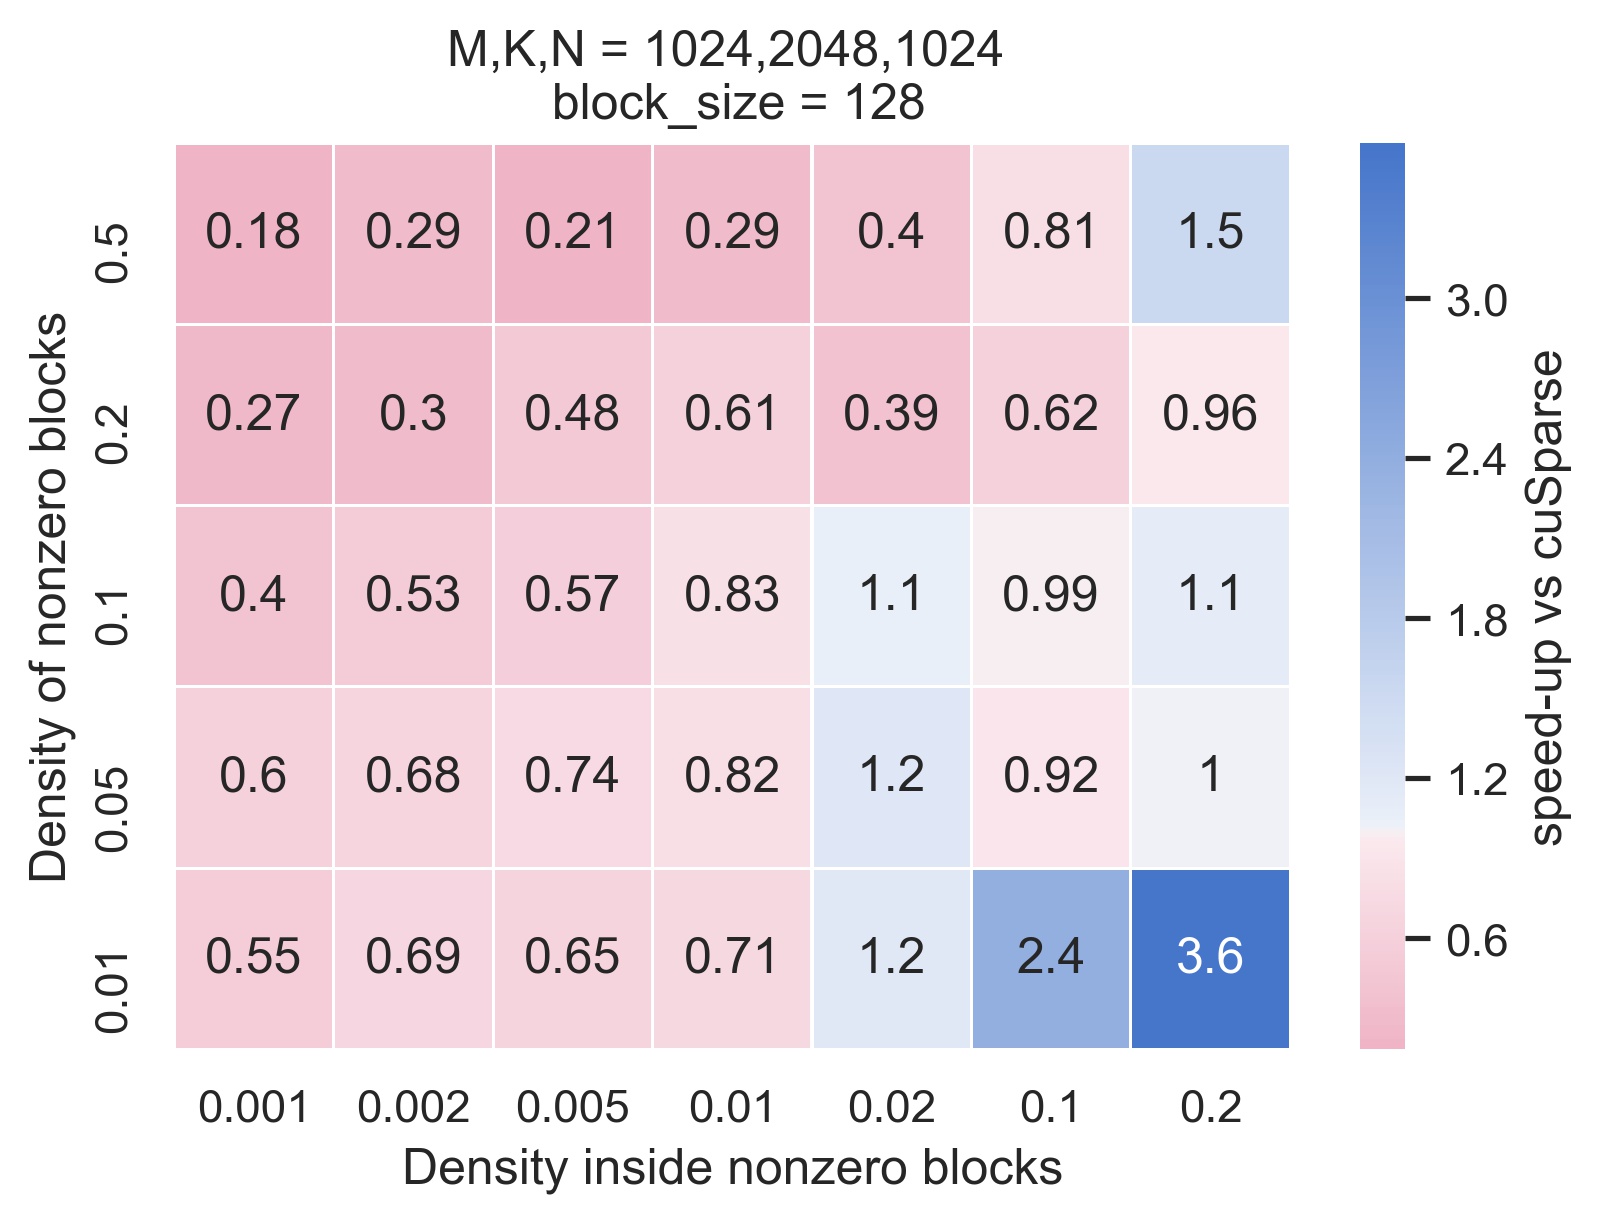 M,K,N = 1024,2048,1024
block_size = 128
Density of nonzero blocks
0.5
0.18 0.29 0.21 0.29 0.4 0.81 1.5
0.2
0.27 0.3 0.48 0.61 0.39 0.62 0.96
0.1
0.4 0.53 0.57 0.83 1.1 0.99 1.1
0.05
0.6 0.68 0.74 0.82 1.2 0.92 1
0.01
0.55 0.69 0.65 0.71 1.2 2.4 3.6
0.001 0.002 0.005 0.01 0.02 0.1 0.2
Density inside nonzero blocks
3.0
2.4
1.8
1.2
0.6
speed-up vs cuSparse